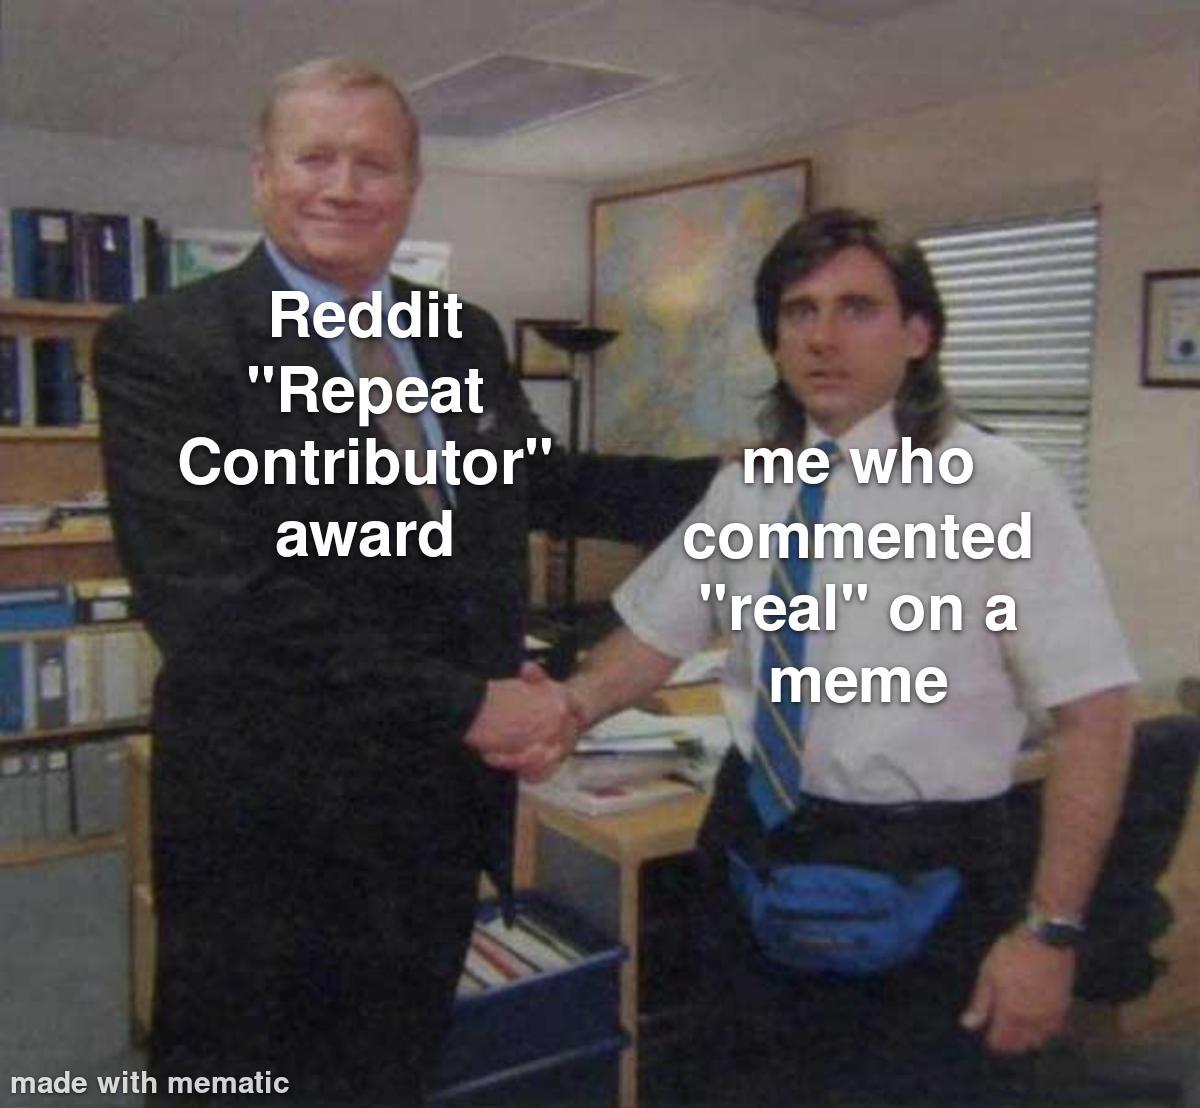 Reddit
"Repeat
Contributor"
award
me who
commented
"real" on a
meme
made with mematic